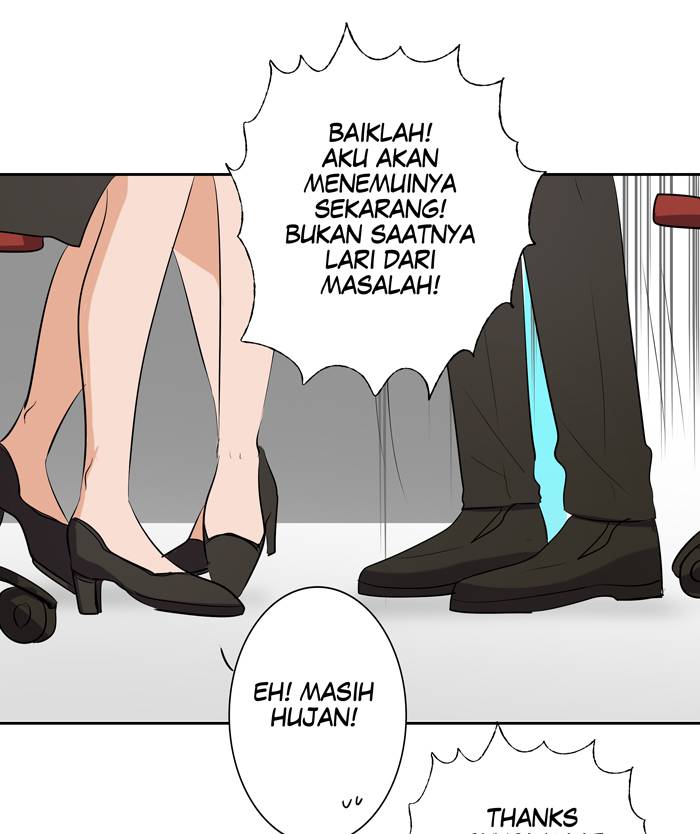 BAIKLAH!
AKU AKAN
MENEMUINYA
SEKARANG!
BUKAN SAATNYA
LARI DARI
MASALAH!
EH! MASIH
HUJAN!
THANKS